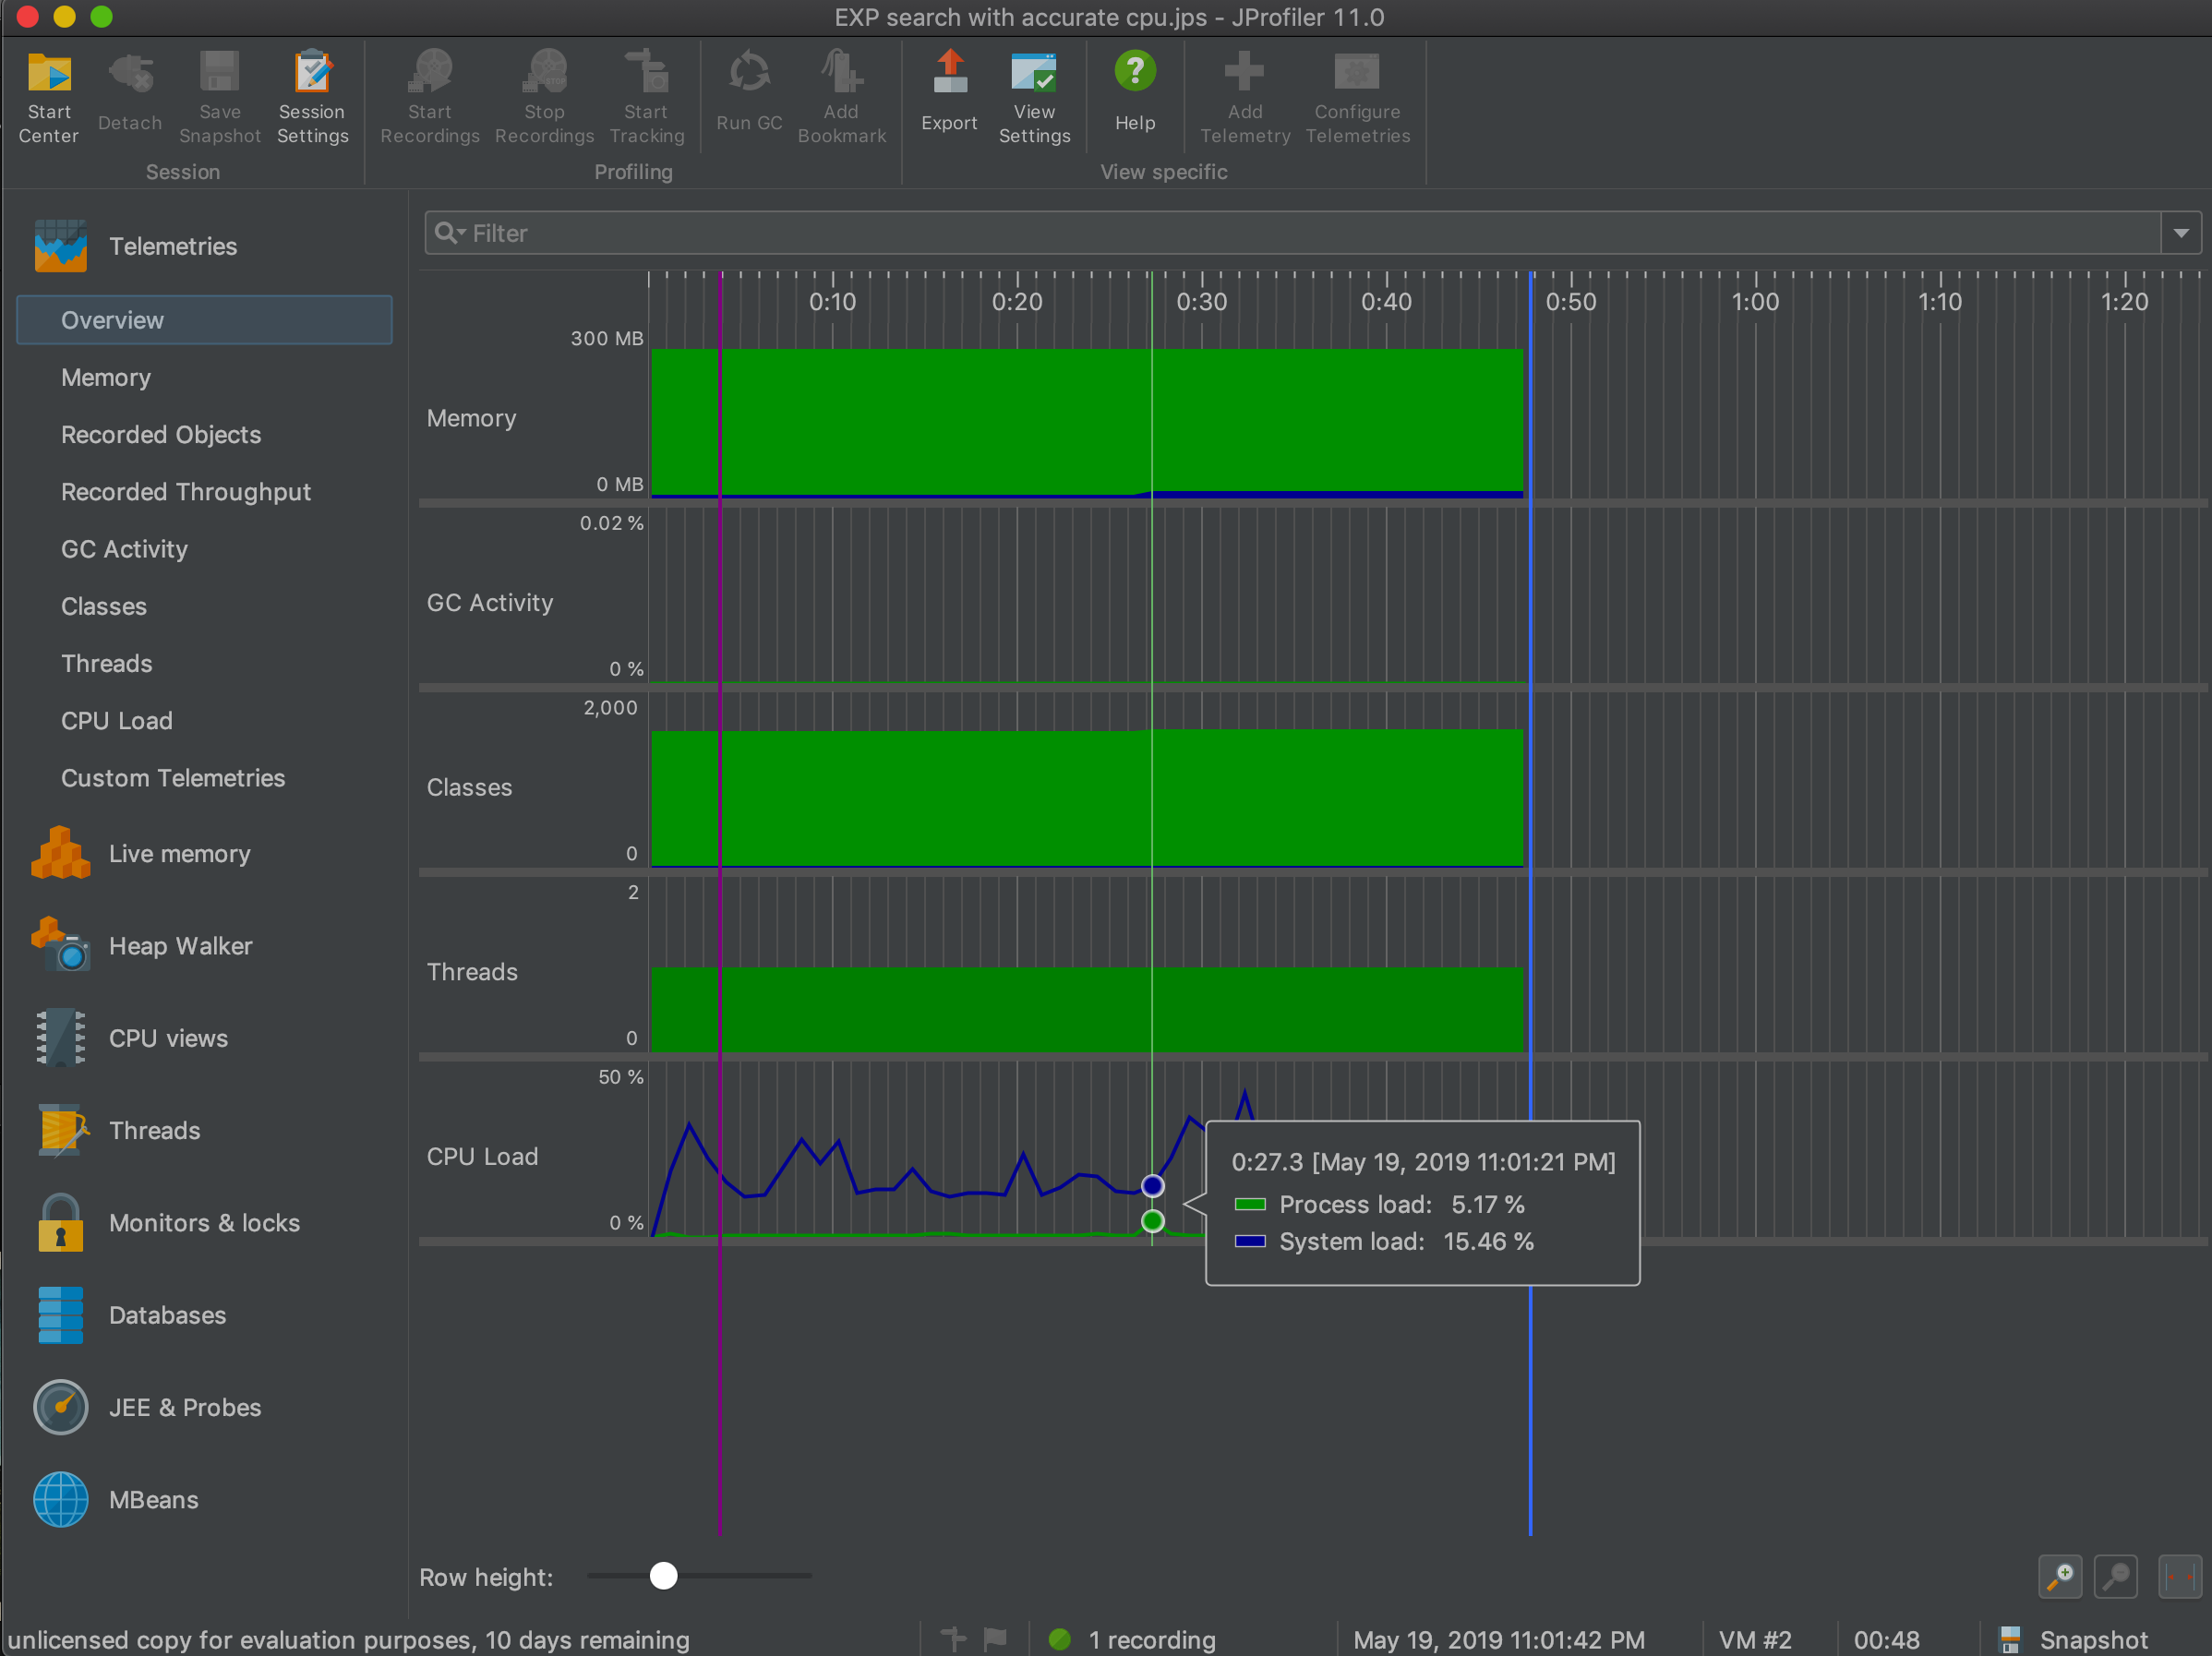 EXP search with accurate cpu.jps - JProfiler 11.0
Start Center
Detach
Save Snapshot
Session Settings
Start Recordings
Stop Recordings
Start Tracking
Run GC
Add Bookmark
Export
View Settings
Help
Add Telemetry
Configure Telemetries
Session
Profiling
View specific
Telemetries
Overview
Memory
Recorded Objects
Recorded Throughput
GC Activity
Classes
Threads
CPU Load
Custom Telemetries
Live memory
Heap Walker
CPU views
Threads
Monitors & locks
Databases
JEE & Probes
MBeans
Filter
0:10 0:20 0:30 0:40 0:50 1:00 1:10 1:20
300 MB
Memory
0 MB
0.02 %
GC Activity
0 %
2,000
Classes
0
2
Threads
0
50 %
CPU Load
0 %
0:27.3 [May 19, 2019 11:01:21 PM]
Process load: 5.17 %
System load: 15.46 %
Row height:
unlicensed copy for evaluation purposes, 10 days remaining
1 recording
May 19, 2019 11:01:42 PM
VM #2
00:48
Snapshot